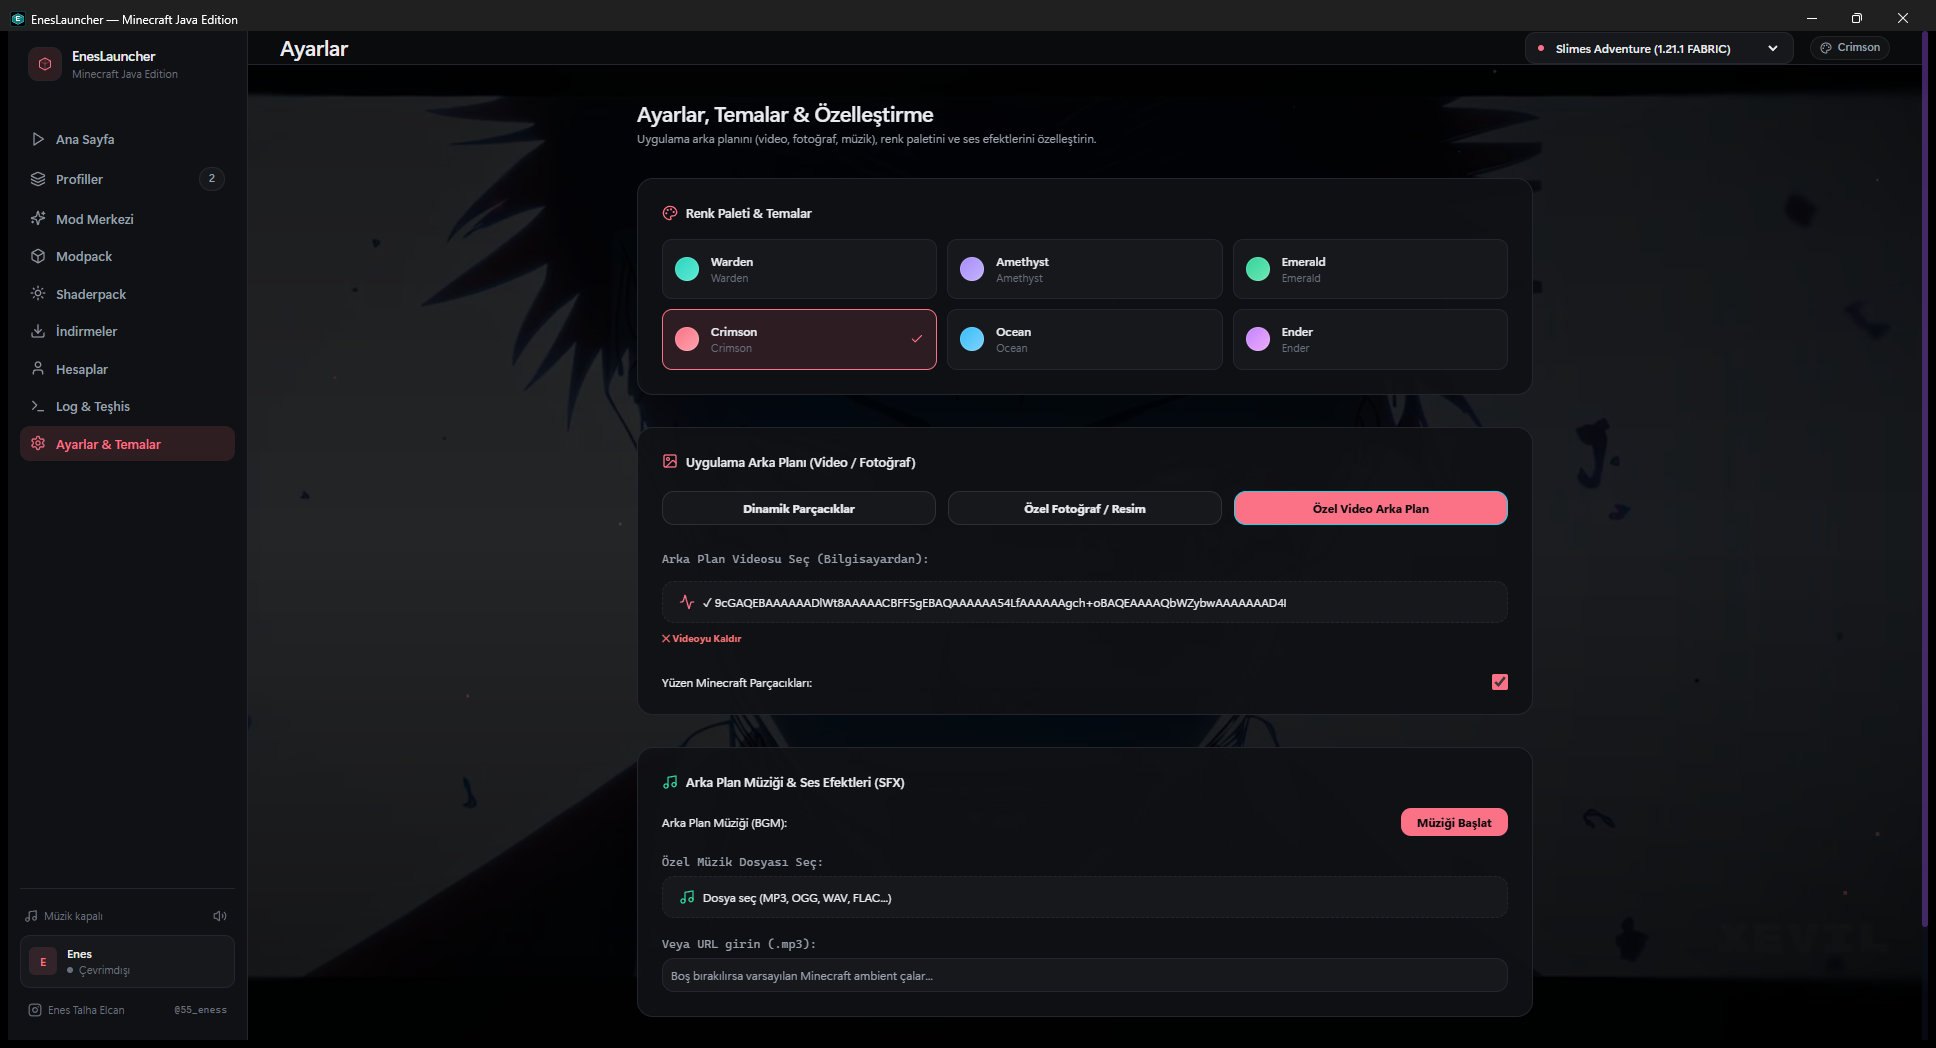 EnesLauncher — Minecraft Java Edition
EnesLauncher
Minecraft Java Edition
Ana Sayfa
Profiller
2
Mod Merkezi
Modpack
Shaderpack
İndirmeler
Hesaplar
Log & Teşhis
Ayarlar & Temalar
Müzik kapalı
E
Enes
Çevrimdışı
Enes Talha Elcan
@55_eness
Ayarlar
Slimes Adventure (1.21.1 FABRIC)
Crimson
Ayarlar, Temalar & Özelleştirme
Uygulama arka planını (video, fotoğraf, müzik), renk paletini ve ses efektlerini özelleştirin.
Renk Paleti & Temalar
Warden
Warden
Amethyst
Amethyst
Emerald
Emerald
Crimson
Crimson
Ocean
Ocean
Ender
Ender
Uygulama Arka Planı (Video / Fotoğraf)
Dinamik Parçacıklar
Özel Fotoğraf / Resim
Özel Video Arka Plan
Arka Plan Videosu Seç (Bilgisayardan):
✓ 9cGAQEBAAAAAADlWt8AAAAACBFF5gEBAQAAAAAA54LfAAAAAAgch+oBAQEAAAAQbWZybwAAAAAAAD4I
✕ Videoyu Kaldır
Yüzen Minecraft Parçacıkları:
Arka Plan Müziği & Ses Efektleri (SFX)
Arka Plan Müziği (BGM):
Müziği Başlat
Özel Müzik Dosyası Seç:
Dosya seç (MP3, OGG, WAV, FLAC...)
Veya URL girin (.mp3):
Boş bırakılırsa varsayılan Minecraft ambient çalar...